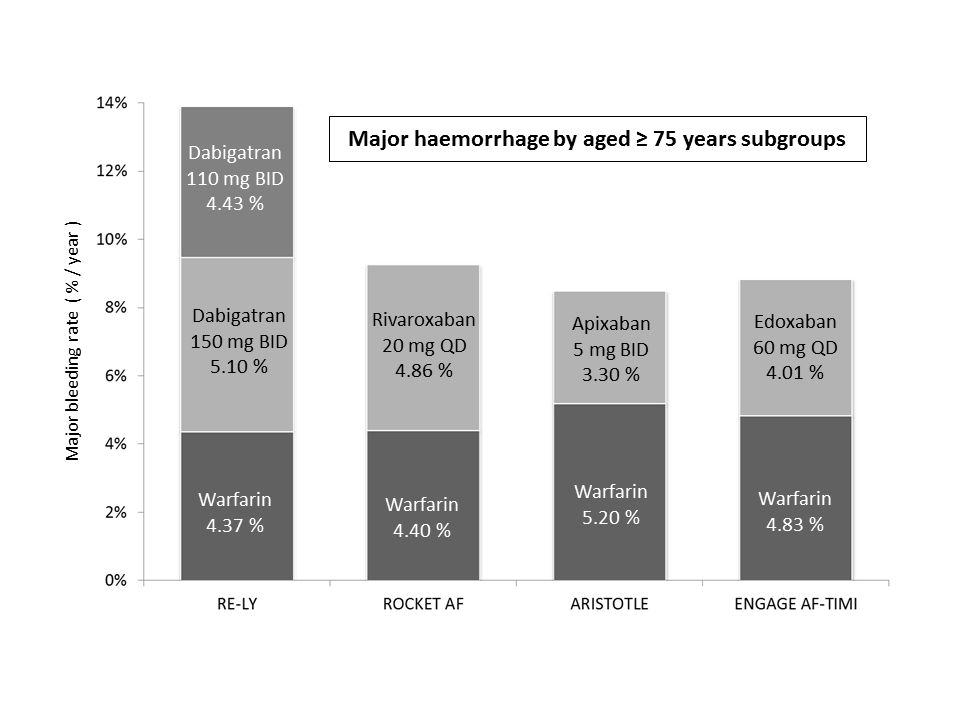 Major haemorrhage by aged ≥ 75 years subgroups
Major bleeding rate ( % / year )
14%
12%
10%
8%
6%
4%
2%
0%
Dabigatran
110 mg BID
4.43 %
Dabigatran
150 mg BID
5.10 %
Warfarin
4.37 %
Rivaroxaban
20 mg QD
4.86 %
Warfarin
4.40 %
Apixaban
5 mg BID
3.30 %
Warfarin
5.20 %
Edoxaban
60 mg QD
4.01 %
Warfarin
4.83 %
RE-LY
ROCKET AF
ARISTOTLE
ENGAGE AF-TIMI